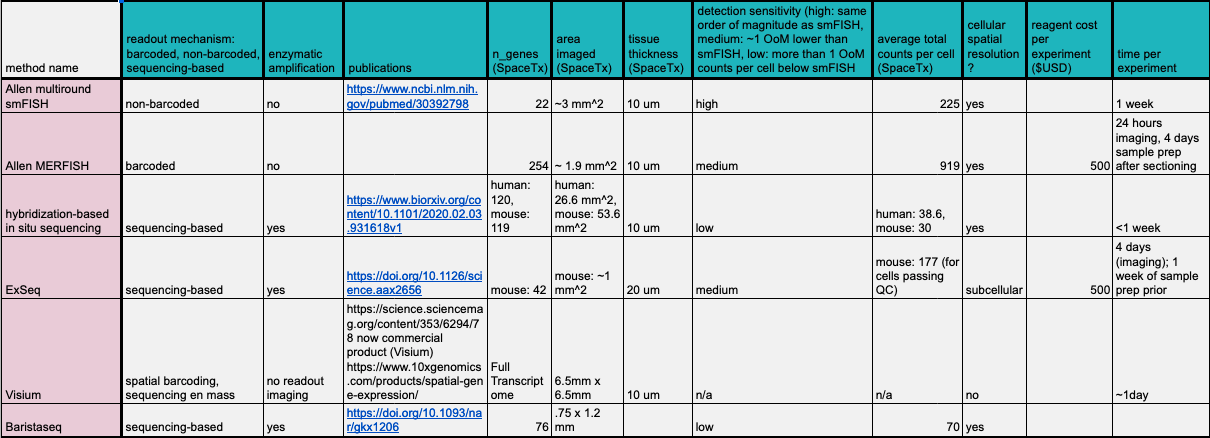 method name
readout mechanism:
barcoded, non-barcoded,
sequencing-based
enzymatic
amplification
publications
n_genes
(SpaceTx)
area
imaged
(SpaceTx)
tissue
thickness
(SpaceTx)
detection sensitivity (high: same
order of magnitude as smFISH,
medium: ~1 OoM lower than
smFISH, low: more than 1 OoM
counts per cell below smFISH
average total
counts per cell
(SpaceTx)
cellular
spatial
resolution
?
reagent cost
per
experiment
($USD)
time per
experiment
Allen multiround
smFISH
non-barcoded
no
https://www.ncbi.nlm.nih.
gov/pubmed/30392798
22
~3 mm^2
10 um
high
225
yes
1 week
Allen MERFISH
barcoded
no
254
~ 1.9 mm^2
10 um
medium
919
yes
500
24 hours
imaging, 4 days
sample prep
after sectioning
hybridization-based
in situ sequencing
sequencing-based
yes
https://www.biorxiv.org/co
ntent/10.1101/2020.02.03
.931618v1
human:
120,
mouse:
119
human:
26.6 mm^2,
mouse: 53.6
mm^2
10 um
low
human: 38.6,
mouse: 30
yes
<1 week
ExSeq
sequencing-based
yes
https://doi.org/10.1126/sci
ence.aax2656
mouse: 42
mouse: ~1
mm^2
20 um
medium
mouse: 177 (for
cells passing
QC)
subcellular
500
4 days
(imaging); 1
week of sample
prep prior
Visium
spatial barcoding,
sequencing en mass
no readout
imaging
https://science.sciencema
g.org/content/353/6294/7
8 now commercial
product (Visium)
https://www.10xgenomics
.com/products/spatial-gen
e-expression/
Full
Transcript
ome
6.5mm x
6.5mm
10 um
n/a
n/a
no
~1day
Baristaseq
sequencing-based
yes
https://doi.org/10.1093/na
r/gkx1206
76
.75 x 1.2
mm
low
70
yes